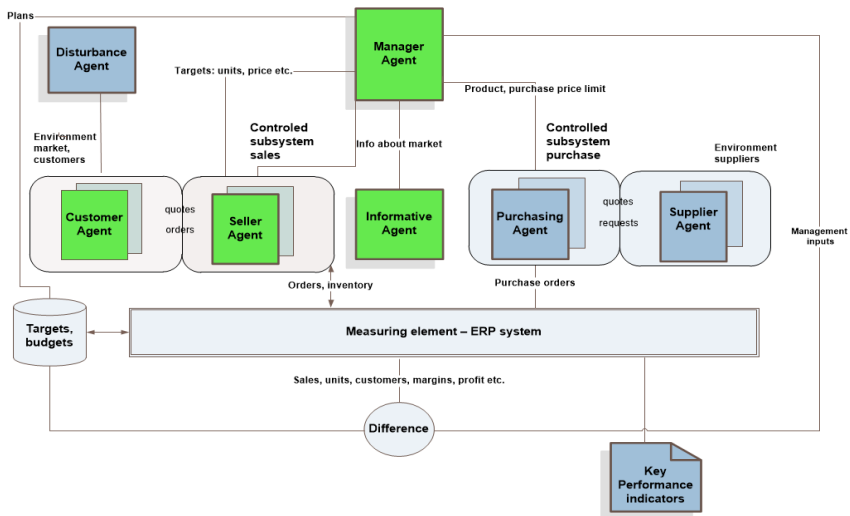 Plans
Disturbance
Agent
Manager
Agent
Targets: units, price etc.
Product, purchase price limit
Environment
market,
customers
Controled
subsystem
sales
Info about market
Controlled
subsystem
purchase
Environment
suppliers
Customer
Agent
quotes
orders
Seller
Agent
Informative
Agent
Purchasing
Agent
quotes
requests
Supplier
Agent
Management
inputs
Orders, inventory
Purchase orders
Targets,
budgets
Measuring element – ERP system
Sales, units, customers, margins, profit etc.
Difference
Key
Performance
indicators